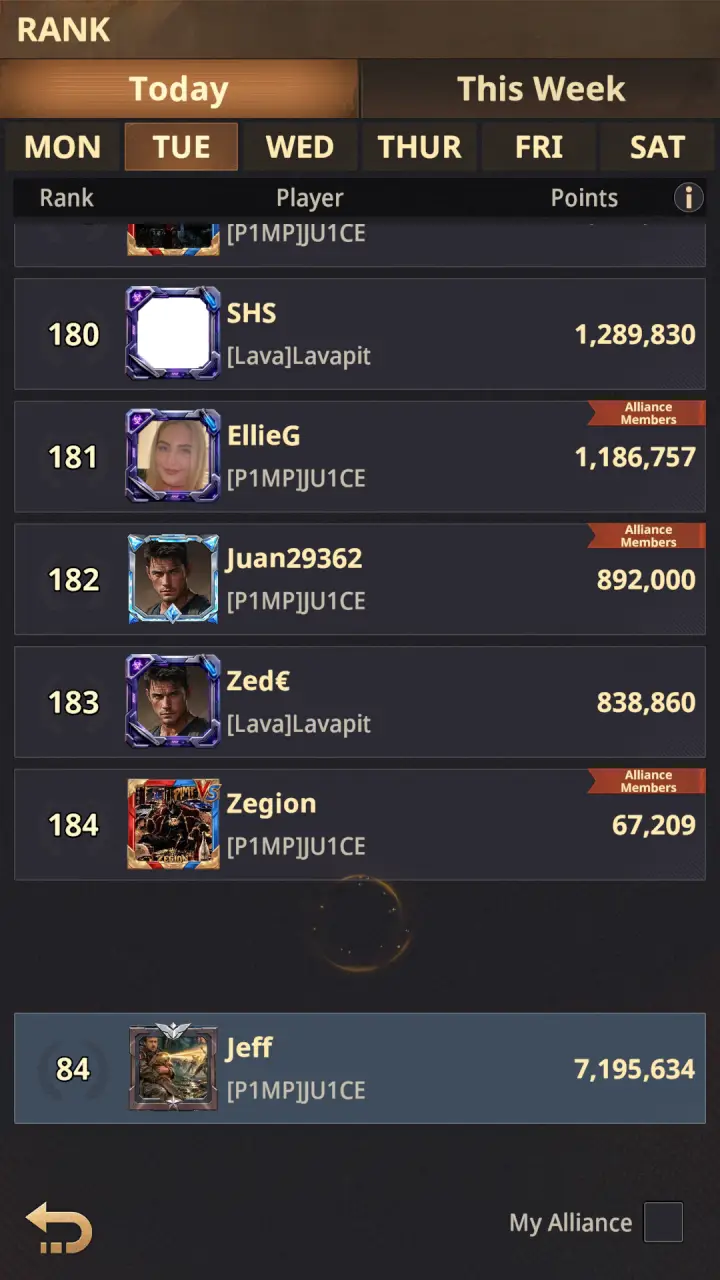 RANK
Today This Week
MON TUE WED THUR FRI SAT
Rank Player Points
[P1MP]JU1CE
180 SHS 1,289,830
[Lava]Lavapit
Alliance Members
181 EllieG 1,186,757
[P1MP]JU1CE
Alliance Members
182 Juan29362 892,000
[P1MP]JU1CE
183 Zed€ 838,860
[Lava]Lavapit
Alliance Members
184 Zegion 67,209
[P1MP]JU1CE
84 Jeff 7,195,634
[P1MP]JU1CE
My Alliance